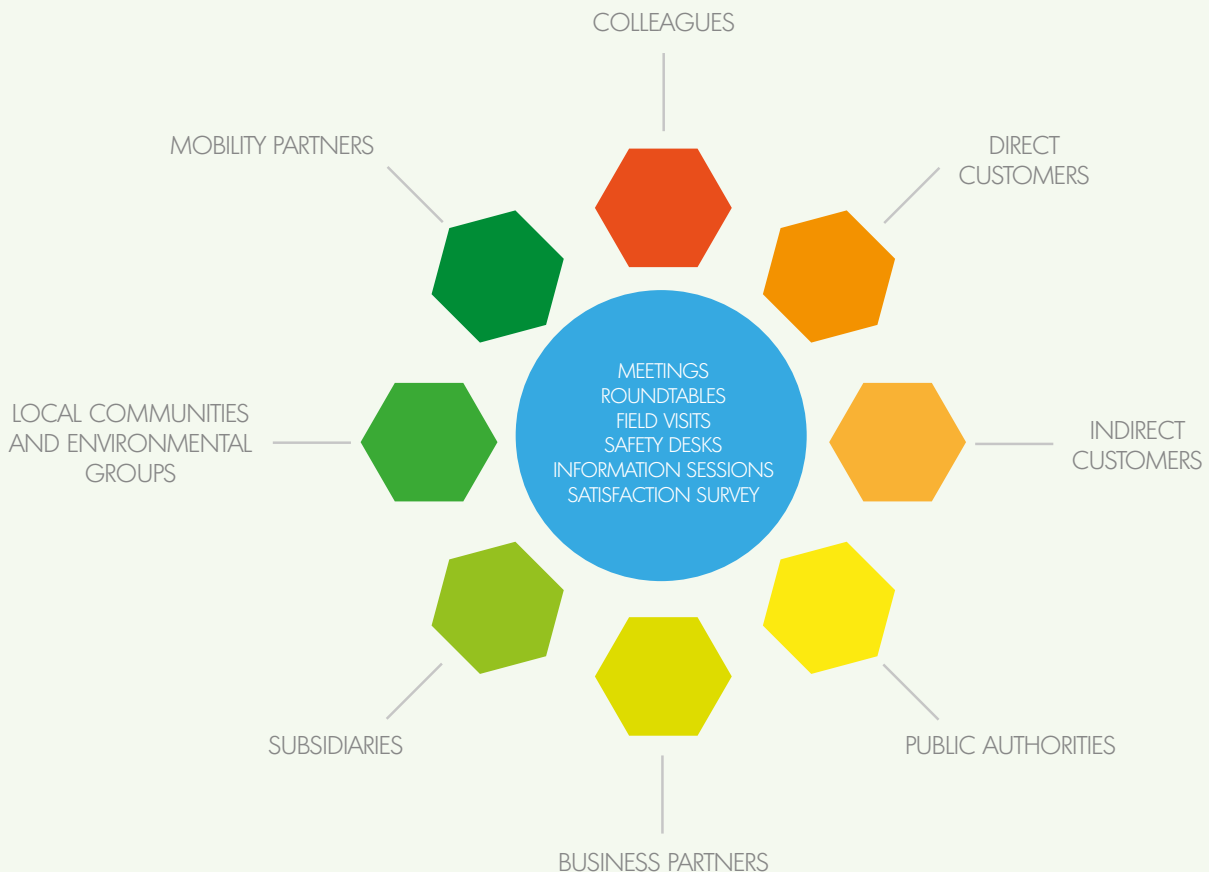 COLLEAGUES
MOBILITY PARTNERS
DIRECT
CUSTOMERS
MEETINGS
ROUNDTABLES
FIELD VISITS
SAFETY DESKS
INFORMATION SESSIONS
SATISFACTION SURVEY
LOCAL COMMUNITIES
AND ENVIRONMENTAL
GROUPS
INDIRECT
CUSTOMERS
SUBSIDIARIES
PUBLIC AUTHORITIES
BUSINESS PARTNERS